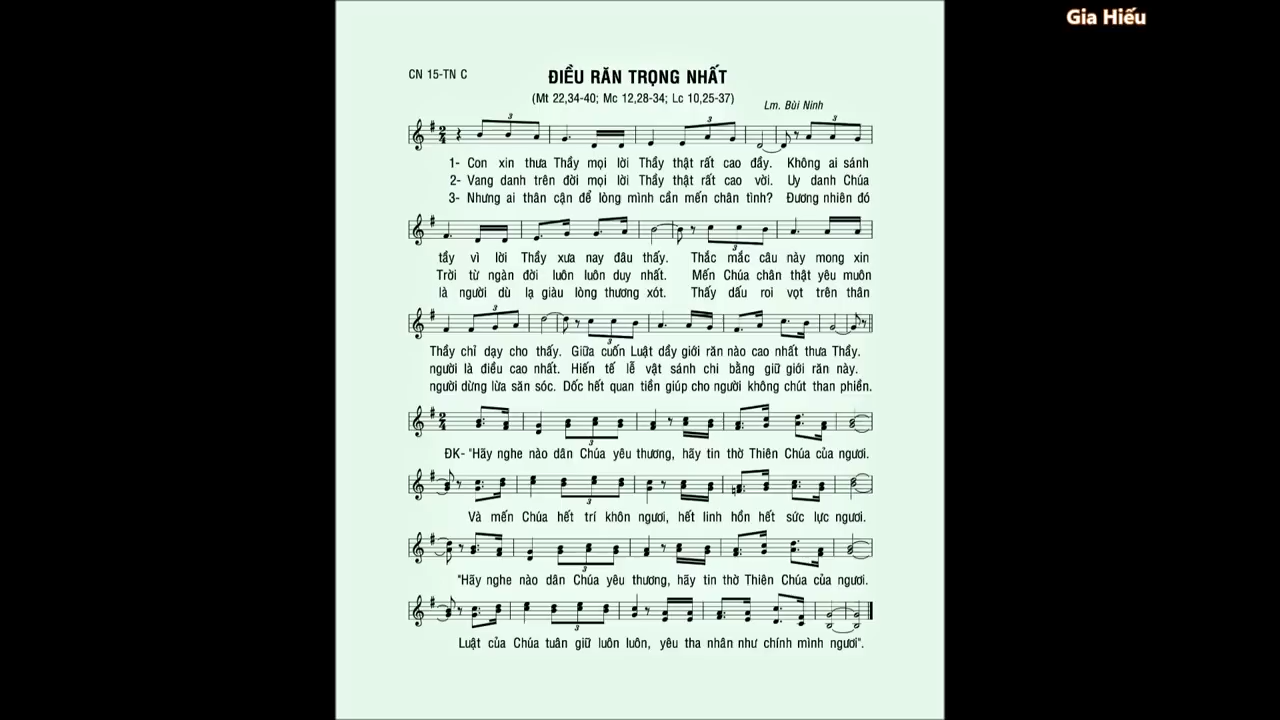 Gia Hiếu
CN 15-TN C
ĐIỀU RĂN TRỌNG NHẤT
(Mt 22,34-40; Mc 12,28-34; Lc 10,25-37)
Lm. Bùi Ninh
1- Con xin thưa Thầy mọi lời Thầy thật rất cao đầy. Không ai sánh
2- Vang danh trên đời mọi lời Thầy thật rất cao vời. Uy danh Chúa
3- Nhưng ai thân cận để lòng mình cần mến chân tình? Đương nhiên đó
tầy vì lời Thầy xưa nay đâu thấy. Thắc mắc câu này mong xin
Trời từ ngàn đời luôn luôn duy nhất. Mến Chúa chân thật yêu muôn
là người dù lạ giàu lòng thương xót. Thấy dấu roi vọt trên thân
Thầy chỉ dạy cho thấy. Giữa cuốn Luật dầy giới răn nào cao nhất thưa Thầy.
người là điều cao nhất. Hiến tế lễ vật sánh chi bằng giữ giới răn này.
người dừng lừa săn sóc. Dốc hết quan tiền giúp cho người không chút than phiền.
ĐK- "Hãy nghe nào dân Chúa yêu thương, hãy tin thờ Thiên Chúa của ngươi.
Và mến Chúa hết trí khôn ngươi, hết linh hồn hết sức lực ngươi.
"Hãy nghe nào dân Chúa yêu thương, hãy tin thờ Thiên Chúa của ngươi.
Luật của Chúa tuân giữ luôn luôn, yêu tha nhân như chính mình ngươi".